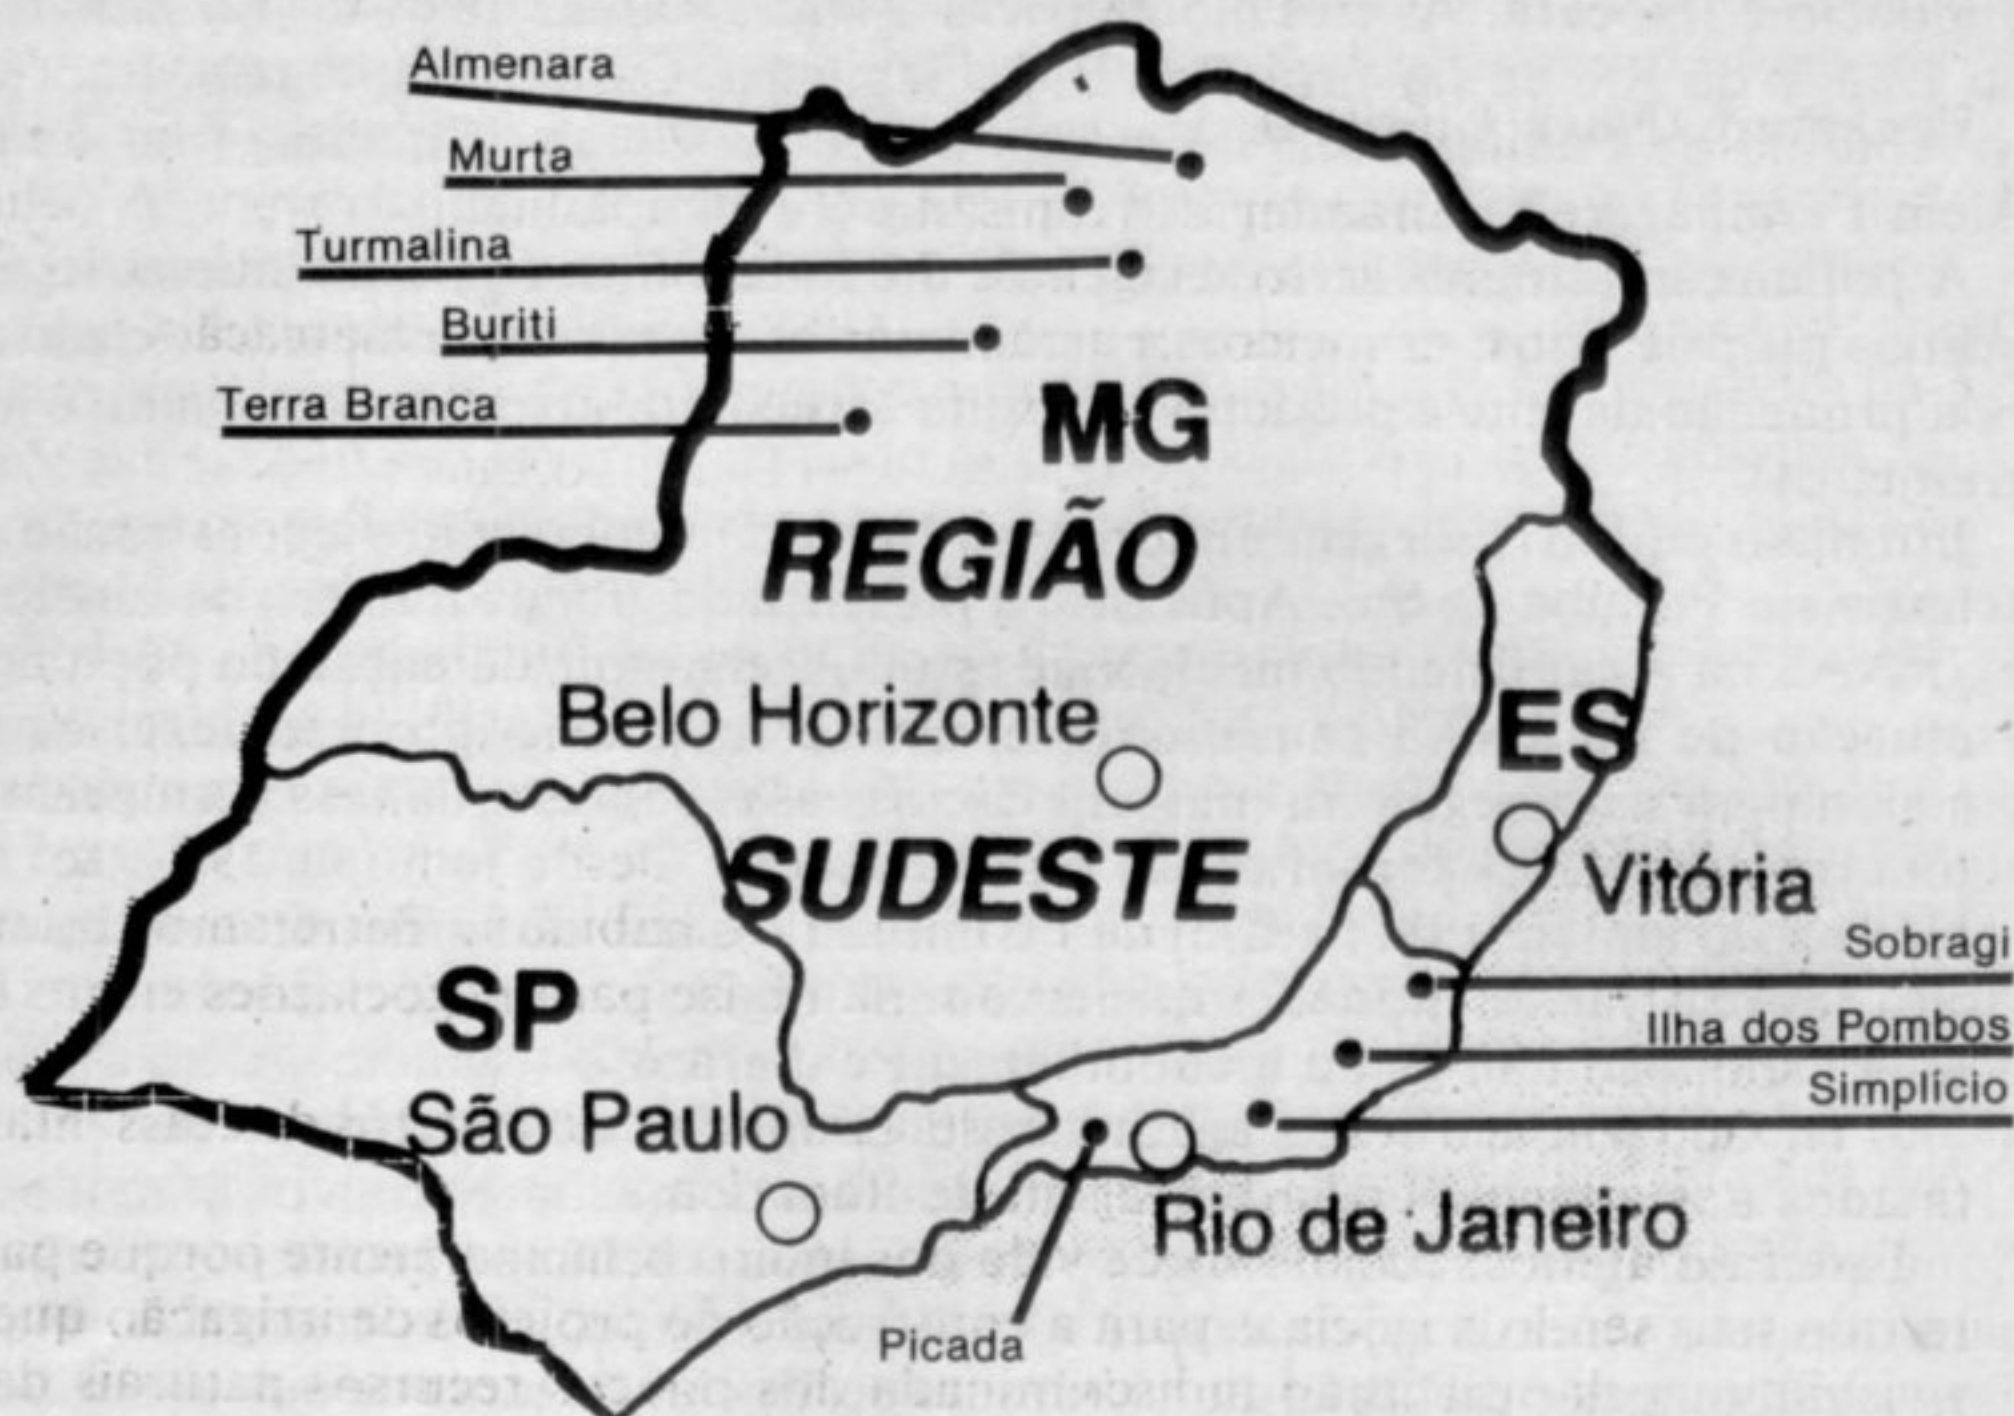 Almenara
Murta
Turmalina
Buriti
Terra Branca
MG
REGIÃO
Belo Horizonte
ES
SUDESTE
Vitória
Sobragi
SP
Ilha dos Pombos
Simplício
São Paulo
Rio de Janeiro
Picada